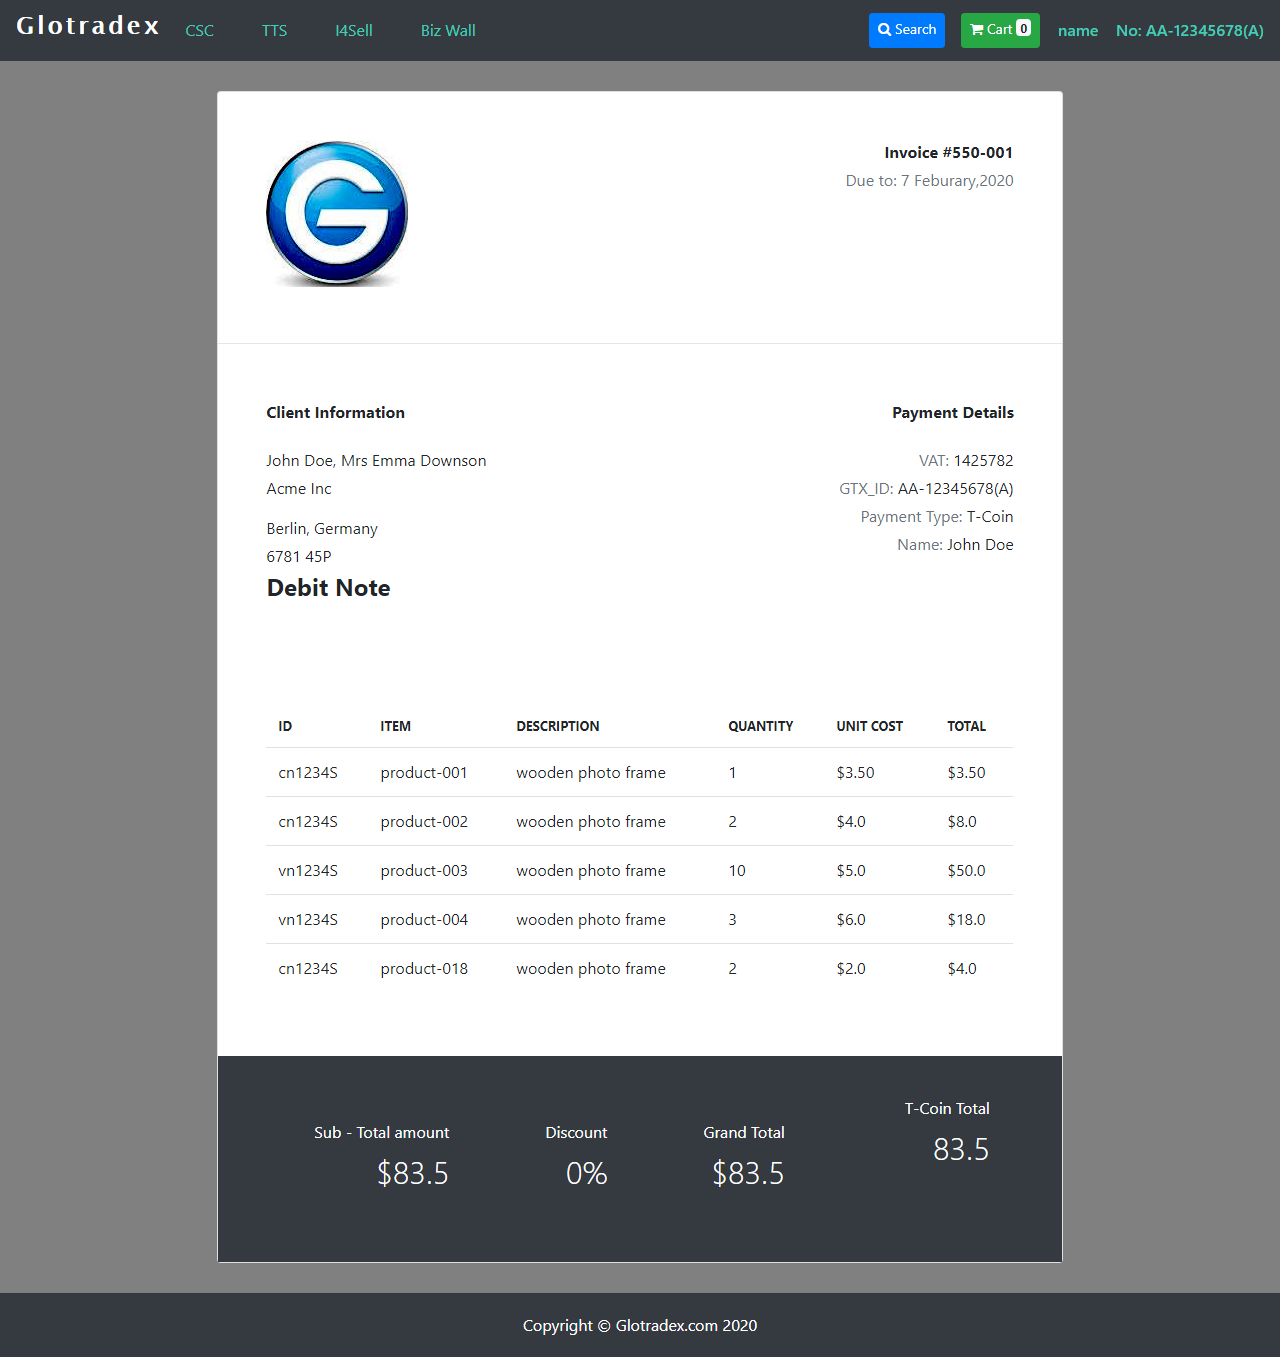 Glotradex CSC TTS I4Sell Biz Wall Search Cart 0 name No: AA-12345678(A)
G
Invoice #550-001
Due to: 7 Feburary,2020
Client Information
Payment Details
John Doe, Mrs Emma Downson
VAT: 1425782
Acme Inc
GTX_ID: AA-12345678(A)
Payment Type: T-Coin
Berlin, Germany
Name: John Doe
6781 45P
Debit Note
ID ITEM DESCRIPTION QUANTITY UNIT COST TOTAL
cn1234S product-001 wooden photo frame 1 $3.50 $3.50
cn1234S product-002 wooden photo frame 2 $4.0 $8.0
vn1234S product-003 wooden photo frame 10 $5.0 $50.0
vn1234S product-004 wooden photo frame 3 $6.0 $18.0
cn1234S product-018 wooden photo frame 2 $2.0 $4.0
Sub - Total amount
$83.5
Discount
0%
Grand Total
$83.5
T-Coin Total
83.5
Copyright © Glotradex.com 2020